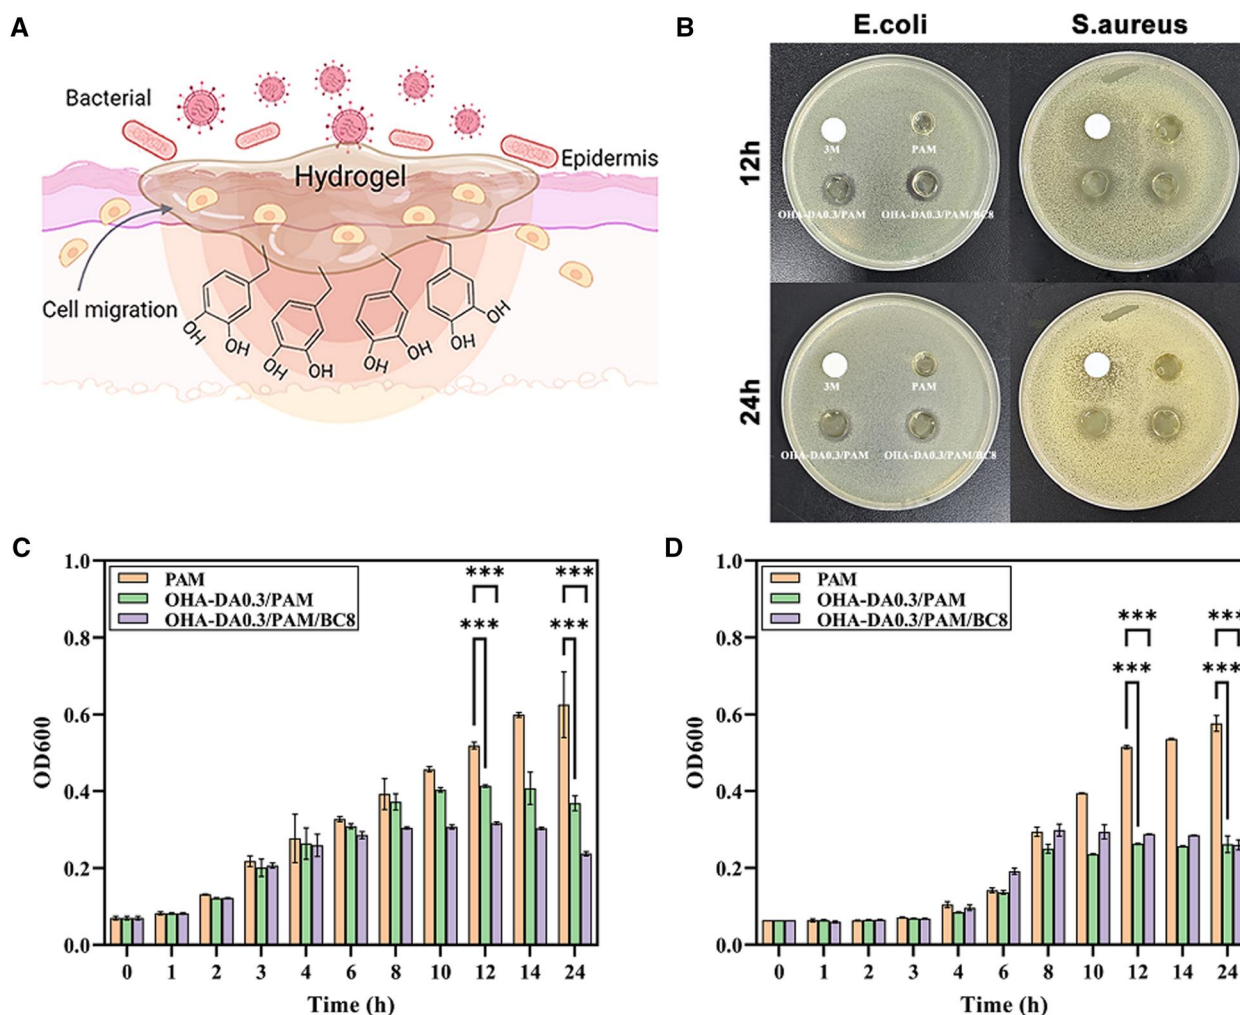 A
Bacterial
Hydrogel
Epidermis
Cell migration
OH
OH
OH
OH
OH
OH
OH
OH
B
E.coli
S.aureus
12h
3M
PAM
OHA-DA0.3/PAM
OHA-DA0.3/PAM/BC8
24h
3M
PAM
OHA-DA0.3/PAM
OHA-DA0.3/PAM/BC8
C
PAM
OHA-DA0.3/PAM
OHA-DA0.3/PAM/BC8
*** ***
*** ***
1.0
0.8
0.6
0.4
0.2
0.0
OD600
0 1 2 3 4 6 8 10 12 14 24
Time (h)
D
PAM
OHA-DA0.3/PAM
OHA-DA0.3/PAM/BC8
*** ***
*** ***
1.0
0.8
0.6
0.4
0.2
0.0
OD600
0 1 2 3 4 6 8 10 12 14 24
Time (h)